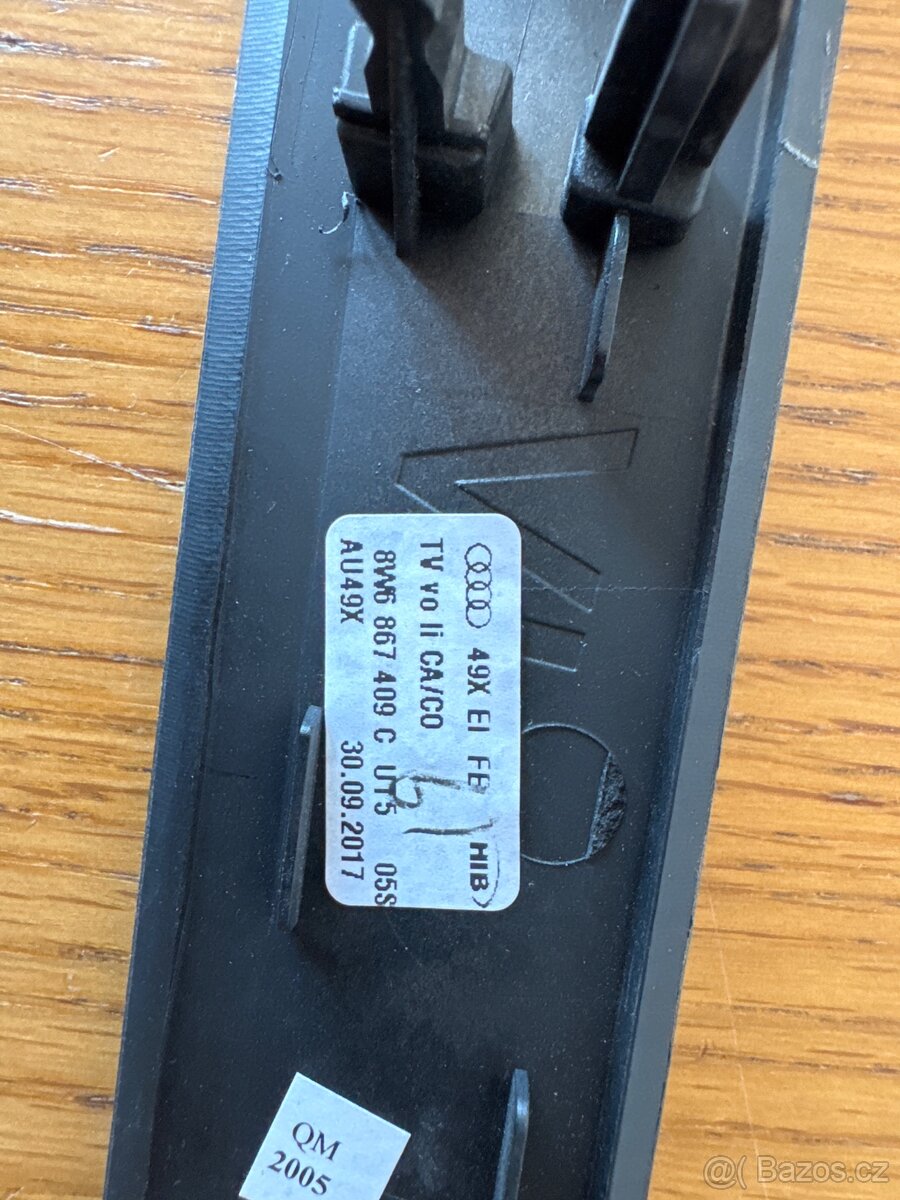 49X EI FE HIB
TV vo li CA/CO
8W6 867 409 C UT5 05S
AU49X 30.09.2017
QM
2005
@( Bazos.cz